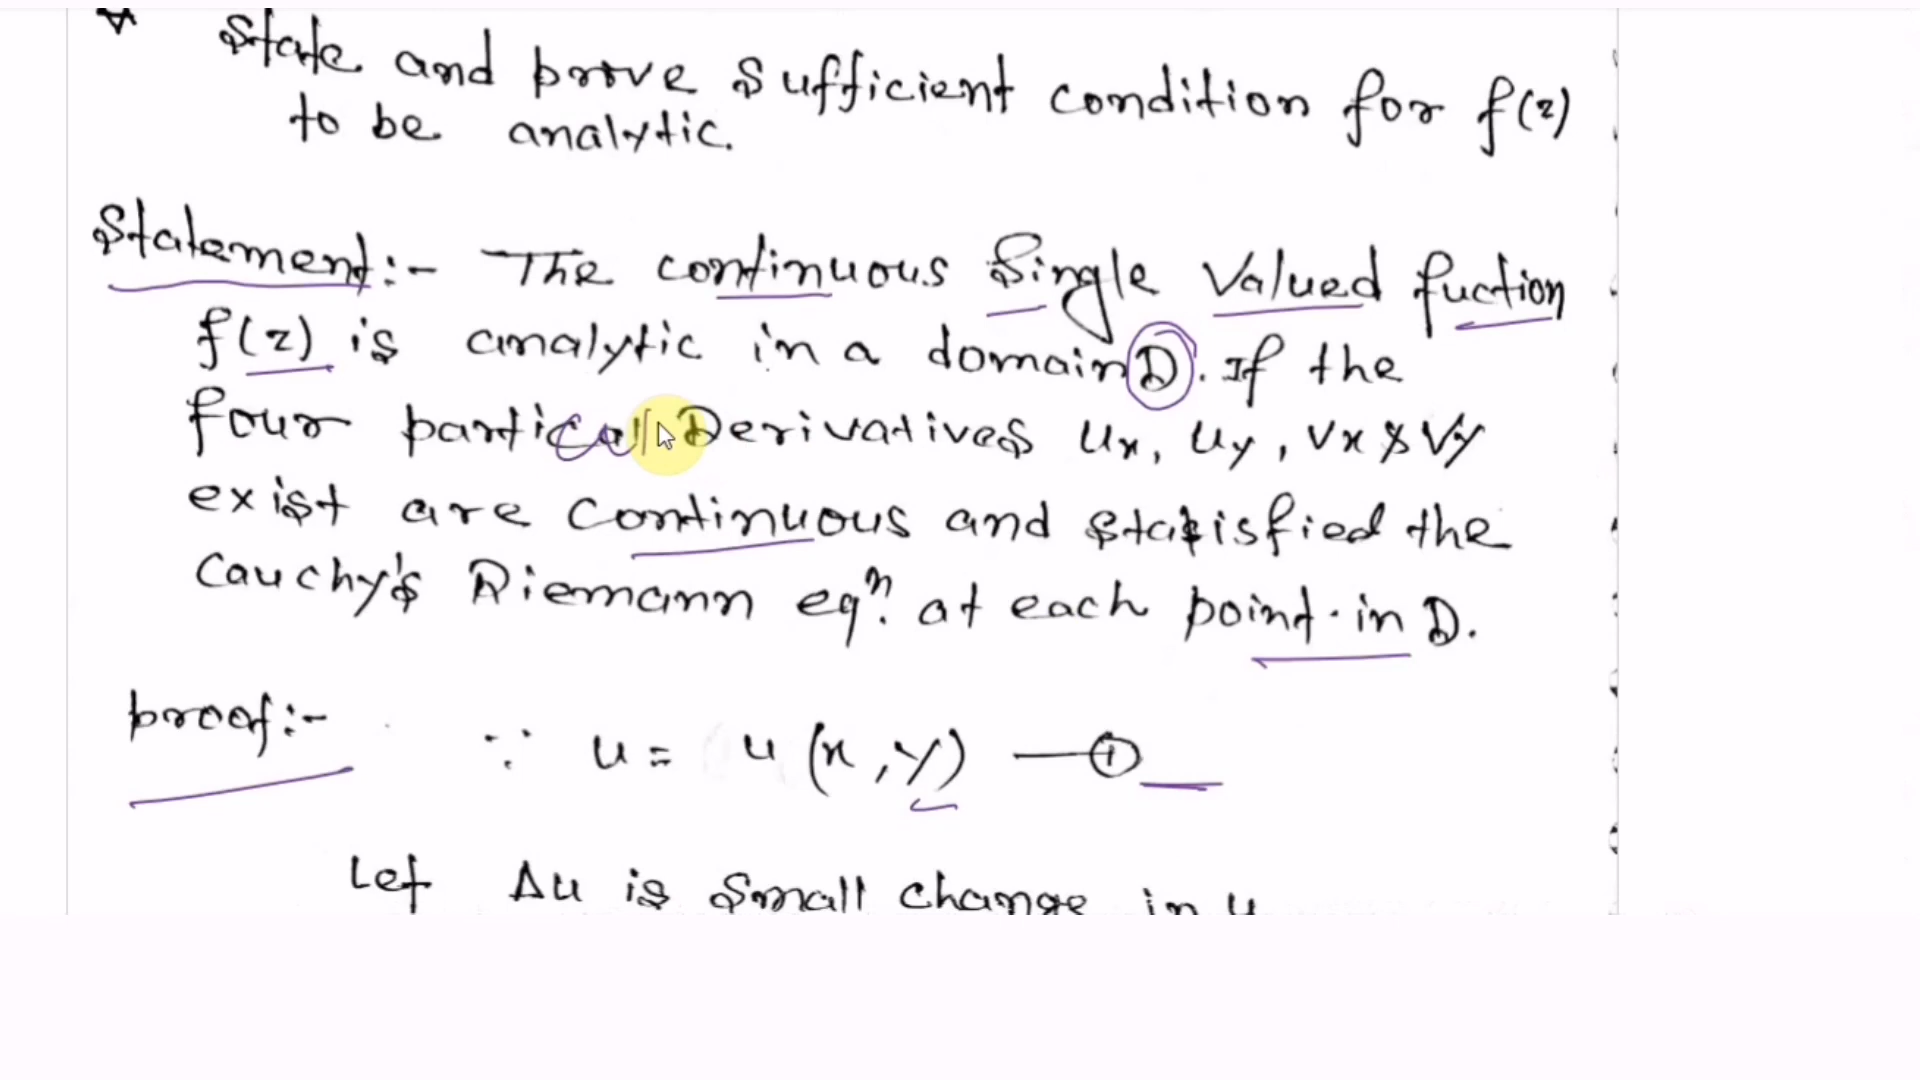 State and prove sufficient condition for f(z)
to be analytic.
Statement:- The continuous Single Valued fuction
f(z) is analytic in a domain D. If the
four partical Derivatives ux, uy, vx & vy
exist are continuous and statisfied the
Cauchy's Riemann eqn. at each point in D.
proof:- ∵ u = u (x, y) — ①
Let Δu is small change in u